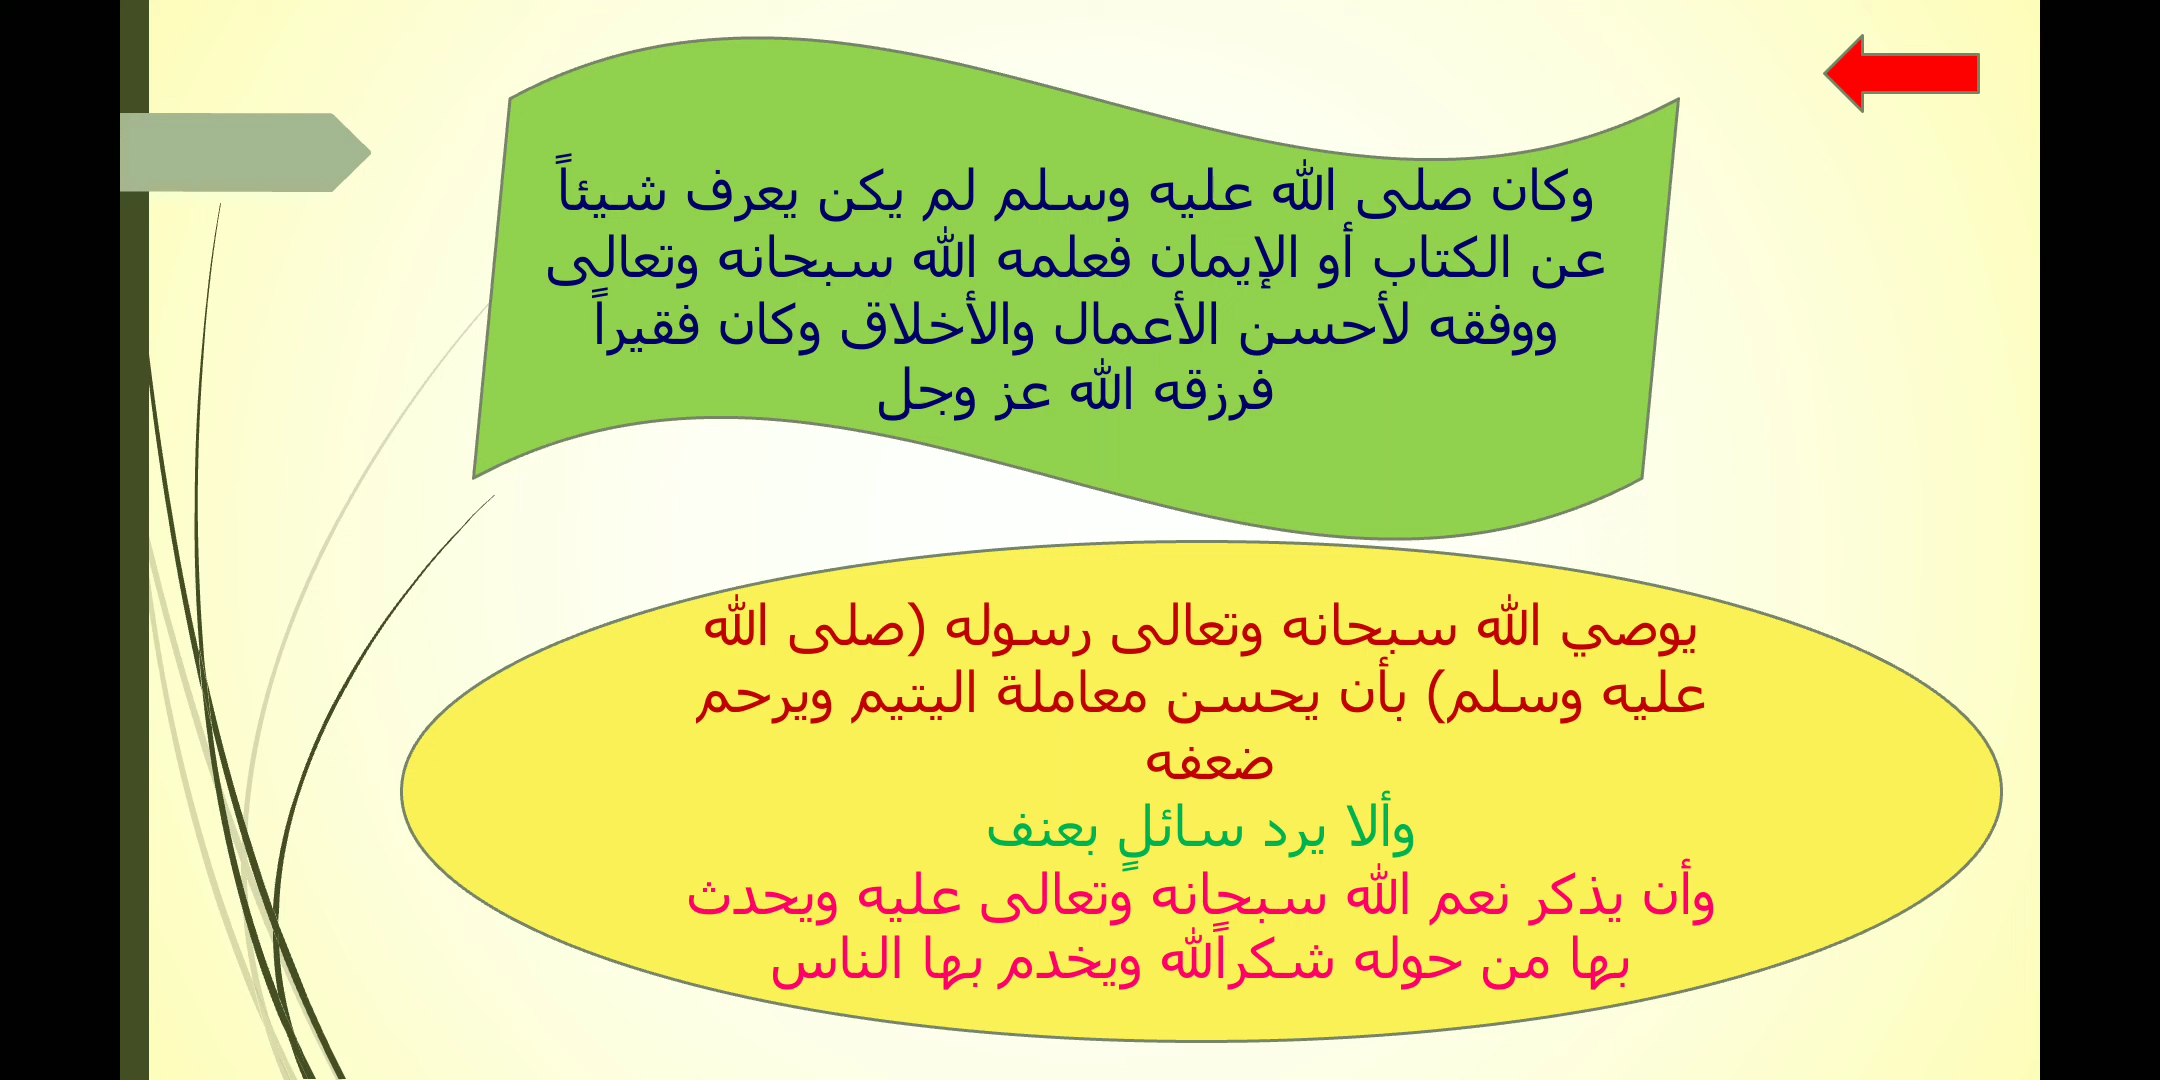 وكان صلى الله عليه وسلم لم يكن يعرف شيئاً
عن الكتاب أو الإيمان فعلمه الله سبحانه وتعالى
ووفقه لأحسن الأعمال والأخلاق وكان فقيراً
فرزقه الله عز وجل
يوصي الله سبحانه وتعالى رسوله (صلى الله
عليه وسلم) بأن يحسن معاملة اليتيم ويرحم
ضعفه
وألا يرد سائلٍ بعنف
وأن يذكر نعم الله سبحانه وتعالى عليه ويحدث
بها من حوله شكراًلله ويخدم بها الناس